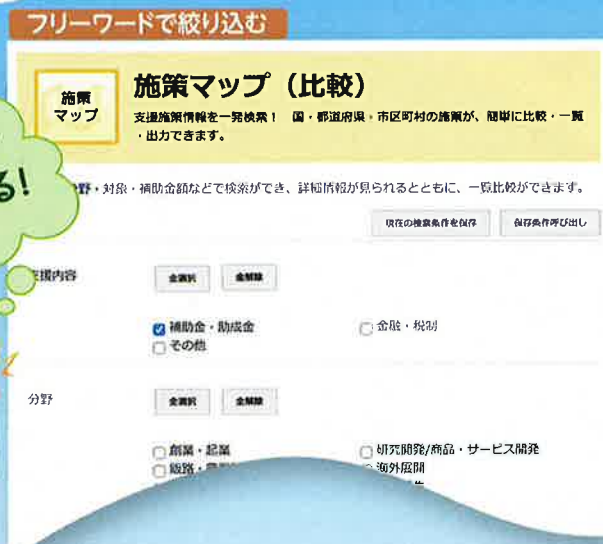 フリーワードで絞り込む
施策
マップ
施策マップ（比較）
支援施策情報を一発検索！ 国・都道府県・市区町村の施策が、簡単に比較・一覧
・出力できます。
る!
野・対象・補助金額などで検索ができ、詳細情報が見られるとともに、一覧比較ができます。
現在の検索条件を保存
保存条件呼び出し
支援内容
全選択
全解除
補助金・助成金
金融・税制
その他
分野
全選択
全解除
創業・起業
研究開発/商品・サービス開発
販路・
海外展開